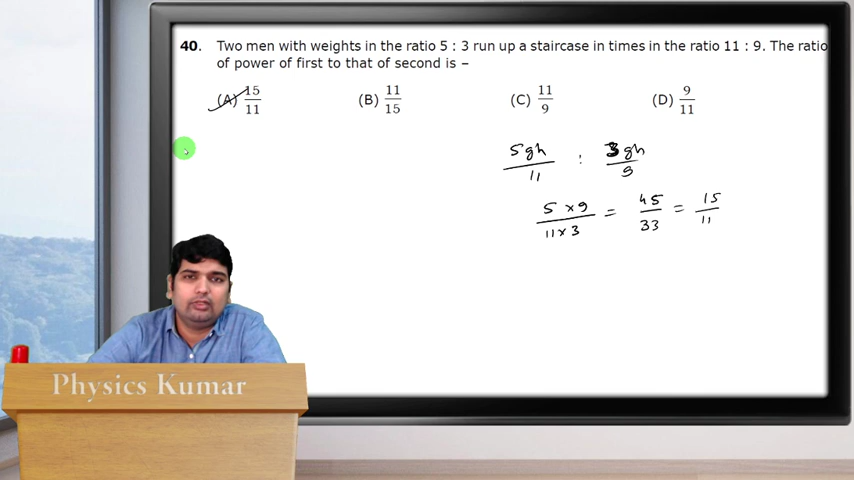 40. Two men with weights in the ratio 5 : 3 run up a staircase in times in the ratio 11 : 9. The ratio
of power of first to that of second is –
(A) 15/11 (B) 11/15 (C) 11/9 (D) 9/11
5gh/11 : 3gh/9
5 x 9/11 x 3 = 45/33 = 15/11
Physics Kumar